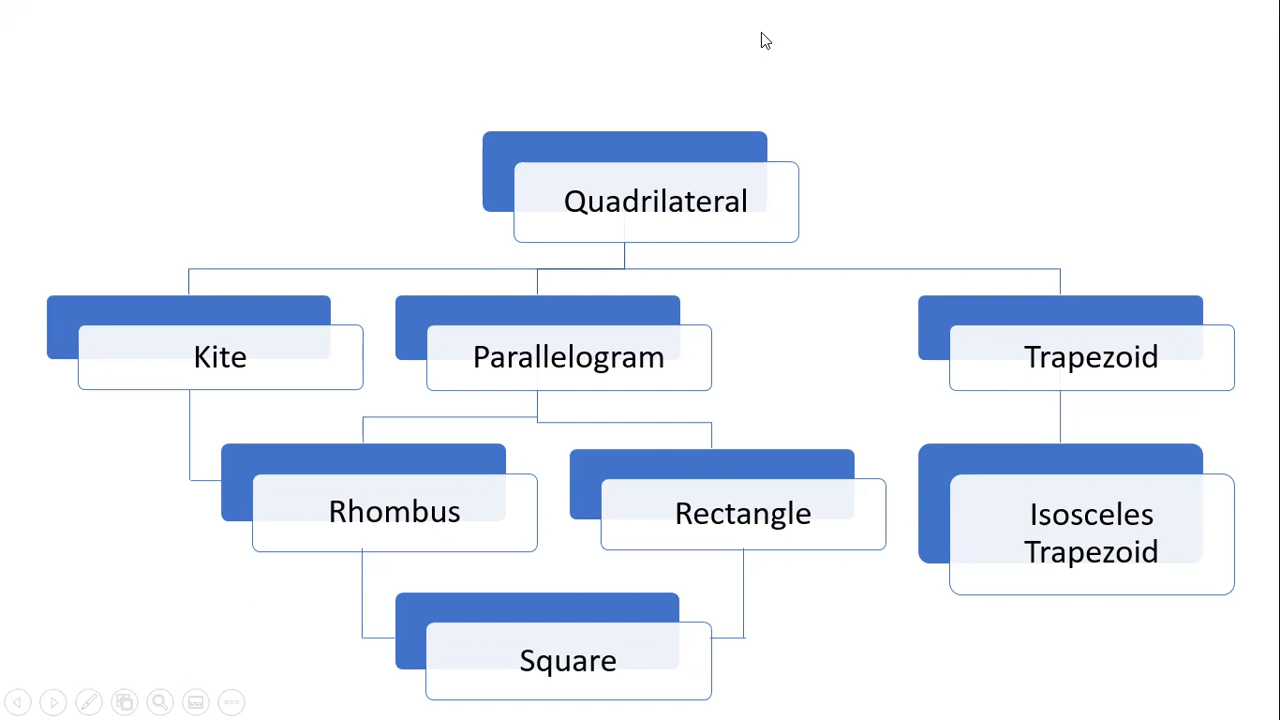 Quadrilateral
Kite
Parallelogram
Trapezoid
Rhombus
Rectangle
Isosceles
Trapezoid
Square